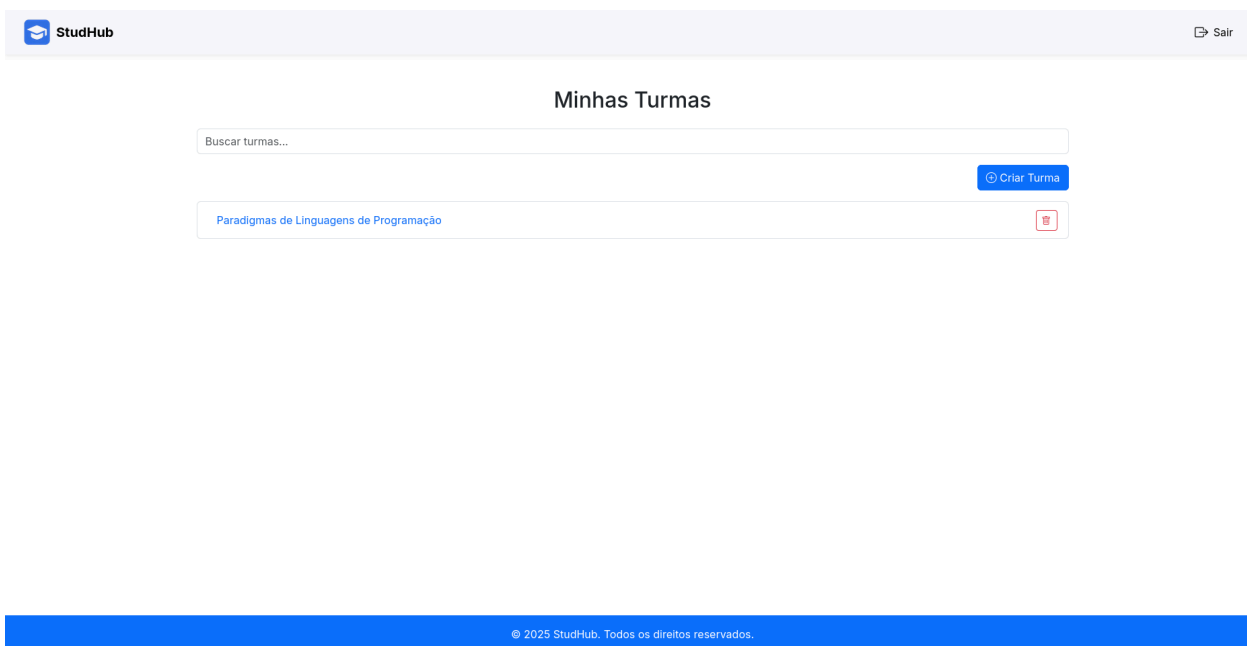 StudHub
Sair
Minhas Turmas
Buscar turmas...
Criar Turma
Paradigmas de Linguagens de Programação
© 2025 StudHub. Todos os direitos reservados.